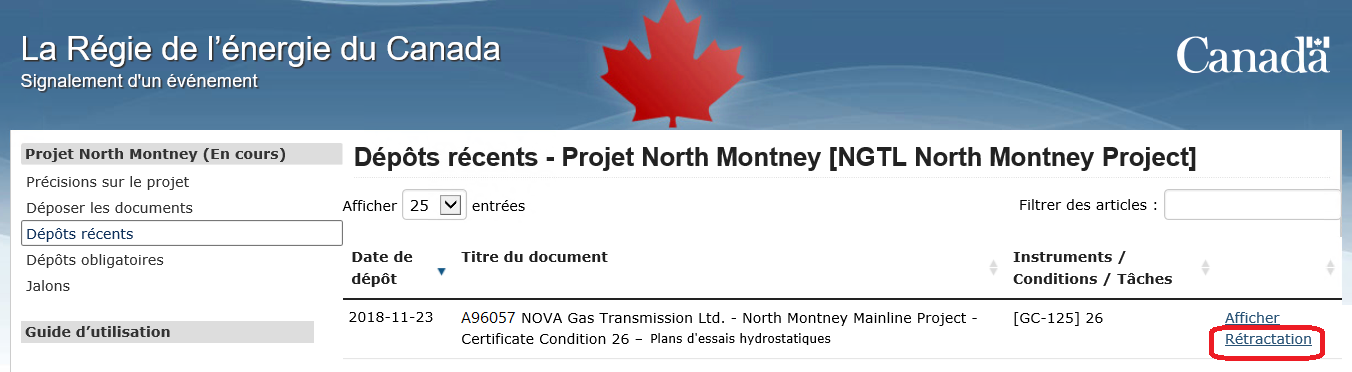 La Régie de l’énergie du Canada
Signalement d'un événement
Canada
Projet North Montney (En cours)
Précisions sur le projet
Déposer les documents
Dépôts récents
Dépôts obligatoires
Jalons
Guide d’utilisation
Dépôts récents - Projet North Montney [NGTL North Montney Project]
Afficher 25 entrées
Filtrer des articles :
Date de dépôt
Titre du document
Instruments /
Conditions / Tâches
2018-11-23
A96057 NOVA Gas Transmission Ltd. - North Montney Mainline Project -
Certificate Condition 26 – Plans d'essais hydrostatiques
[GC-125] 26
Afficher
Rétractation